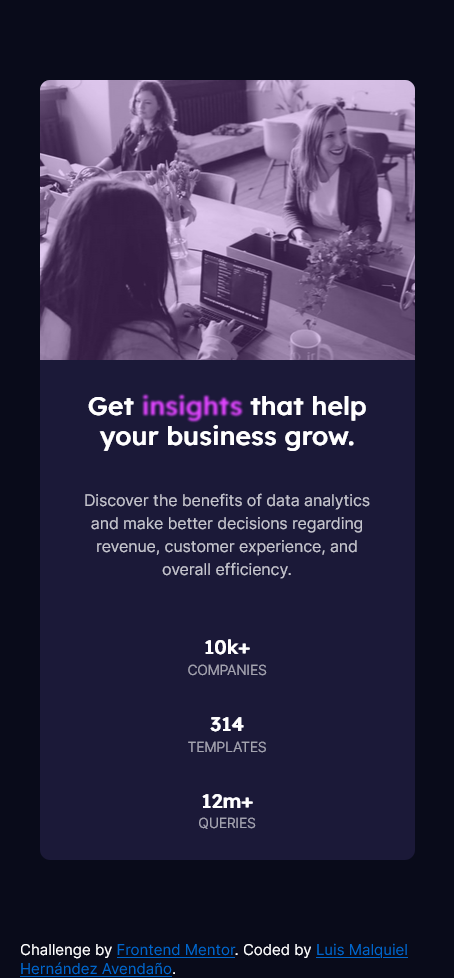 Get insights that help
your business grow.
Discover the benefits of data analytics
and make better decisions regarding
revenue, customer experience, and
overall efficiency.
10k+
COMPANIES
314
TEMPLATES
12m+
QUERIES
Challenge by Frontend Mentor. Coded by Luis Malquiel
Hernández Avendaño.